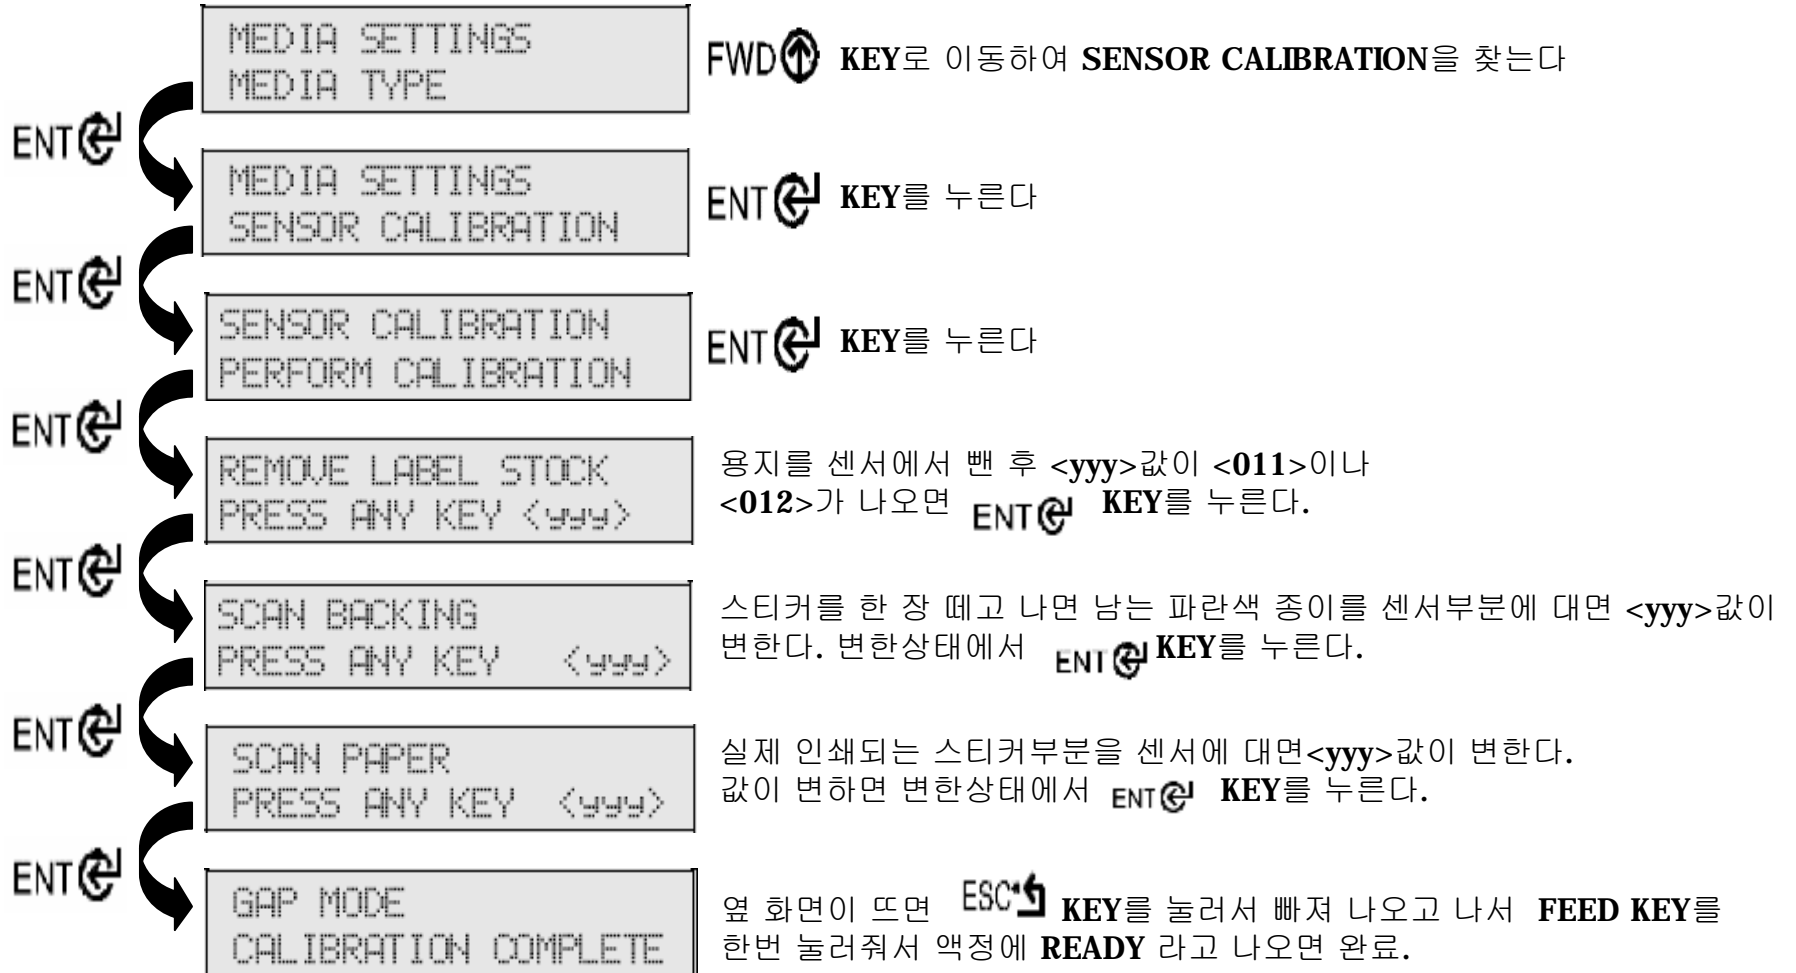 MEDIA SETTINGS
MEDIA TYPE
FWD KEY로 이동하여 SENSOR CALIBRATION을 찾는다
ENT
MEDIA SETTINGS
SENSOR CALIBRATION
ENT KEY를 누른다
ENT
SENSOR CALIBRATION
PERFORM CALIBRATION
ENT KEY를 누른다
ENT
REMOVE LABEL STOCK
PRESS ANY KEY <yyy>
용지를 센서에서 뺀 후 <yyy>값이 <011>이나
<012>가 나오면 ENT KEY를 누른다.
ENT
SCAN BACKING
PRESS ANY KEY <yyy>
스티커를 한 장 떼고 나면 남는 파란색 종이를 센서부분에 대면 <yyy>값이
변한다. 변한상태에서 ENT KEY를 누른다.
ENT
SCAN PAPER
PRESS ANY KEY <yyy>
실제 인쇄되는 스티커부분을 센서에 대면<yyy>값이 변한다.
값이 변하면 변한상태에서 ENT KEY를 누른다.
ENT
GAP MODE
CALIBRATION COMPLETE
옆 화면이 뜨면 ESC KEY를 눌러서 빠져 나오고 나서 FEED KEY를
한번 눌러줘서 액정에 READY 라고 나오면 완료.